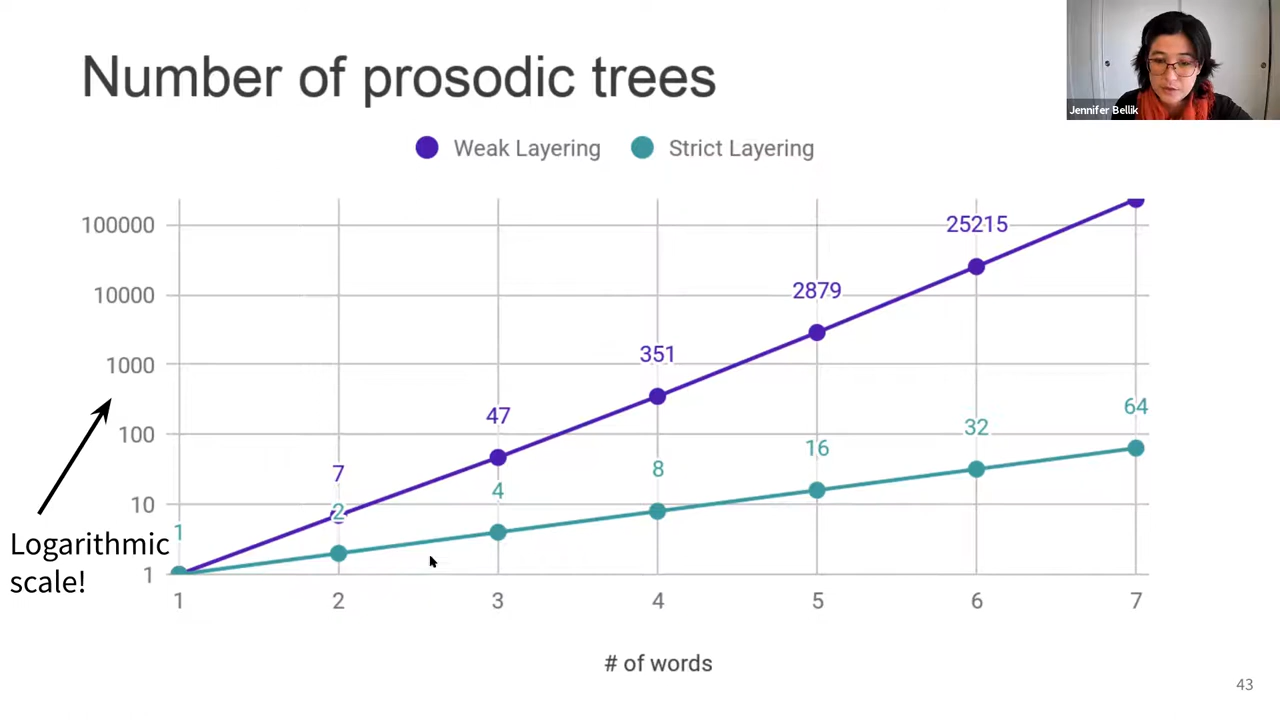 Number of prosodic trees
Jennifer Bellik
Weak Layering
Strict Layering
100000
10000
1000
100
10
1
25215
2879
351
47
7
64
32
16
8
4
2
1
Logarithmic
scale!
1 2 3 4 5 6 7
# of words
43